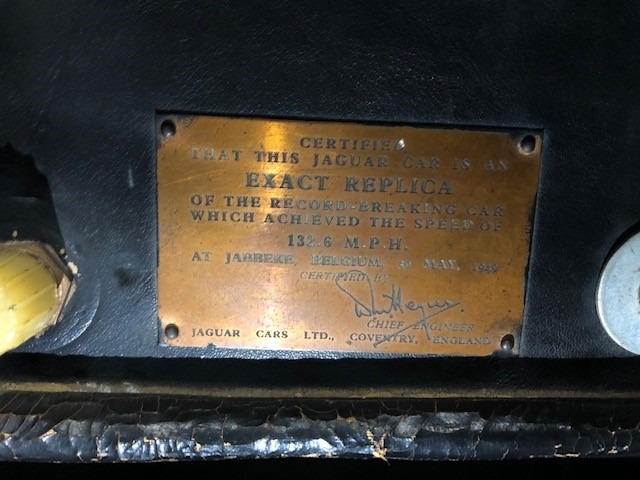 CERTIFIED
THAT THIS JAGUAR CAR IS AN
EXACT REPLICA
OF THE RECORD-BREAKING CAR
WHICH ACHIEVED THE SPEED OF
132.6 M.P.H.
AT JABBEKE, BELGIUM, MAY, 1949
CERTIFIED BY
CHIEF ENGINEER
JAGUAR CARS LTD., COVENTRY, ENGLAND